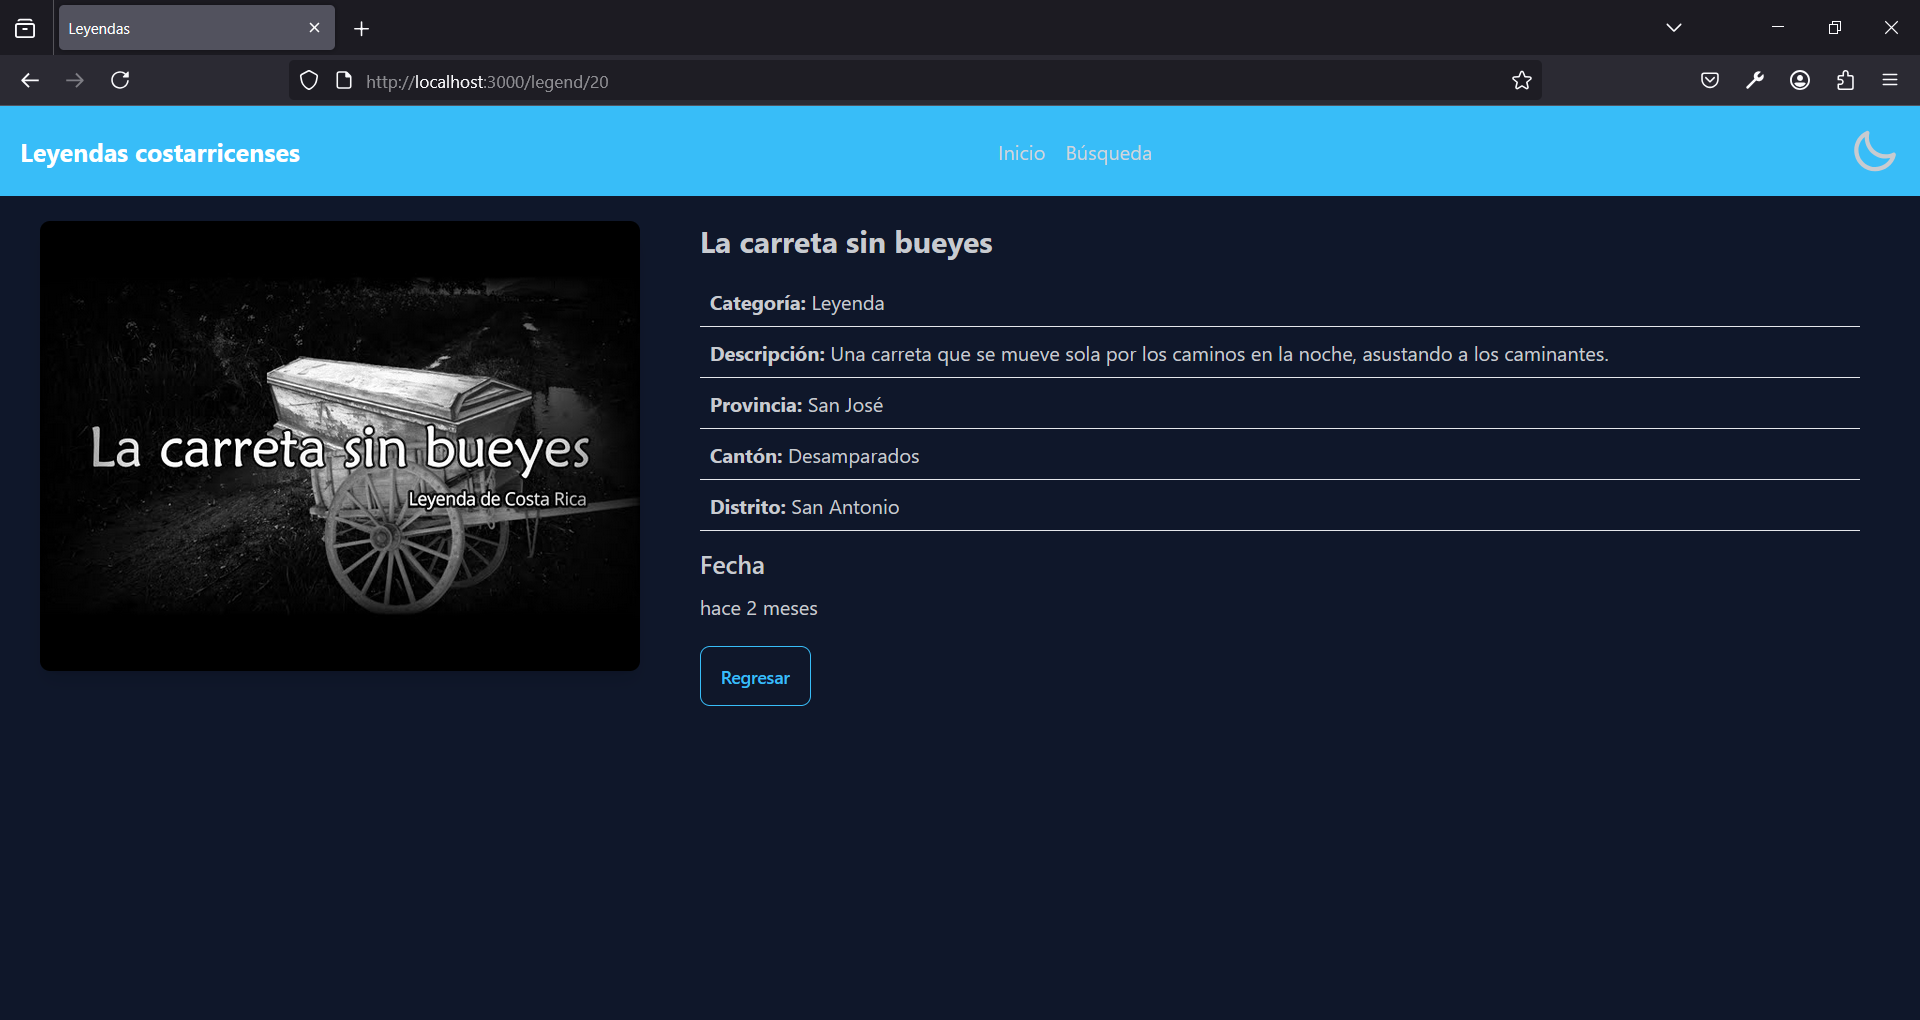 Leyendas
http://localhost:3000/legend/20
Leyendas costarricenses
Inicio
Búsqueda
La carreta sin bueyes
Leyenda de Costa Rica
La carreta sin bueyes
Categoría: Leyenda
Descripción: Una carreta que se mueve sola por los caminos en la noche, asustando a los caminantes.
Provincia: San José
Cantón: Desamparados
Distrito: San Antonio
Fecha
hace 2 meses
Regresar